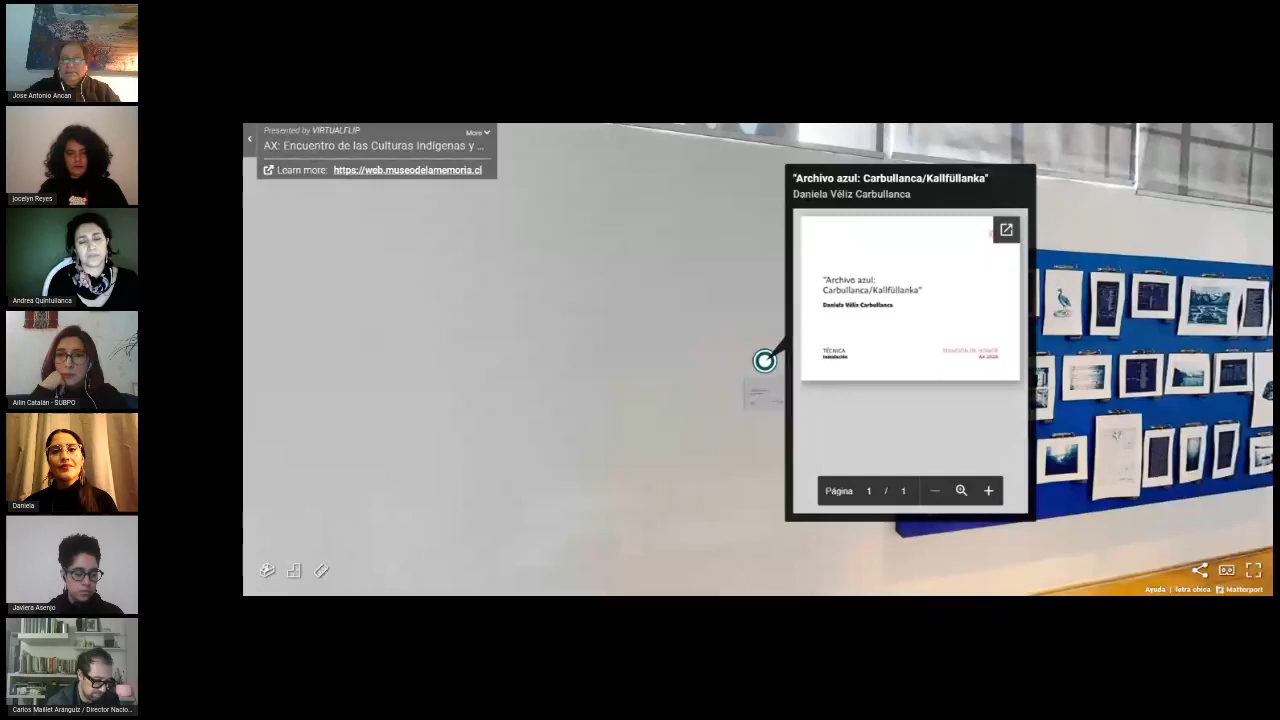 Jose Antonio Ancan
jocelyn Reyes
Andrea Quintullanca
Ailin Catalán - SUBPO
Daniela
Javiera Asenjo
Carlos Maillet Aránguiz / Director Nacio...
Presented by VIRTUALFLIP
More
AX: Encuentro de las Culturas Indígenas y ...
Learn more: https://web.museodelamemoria.cl
"Archivo azul: Carbullanca/Kallfüllanka"
Daniela Véliz Carbullanca
"Archivo azul:
Carbullanca/Kallfüllanka"
Daniela Véliz Carbullanca
TÉCNICA
Instalación
Página 1 / 1
Ayuda | letra chica Matterport